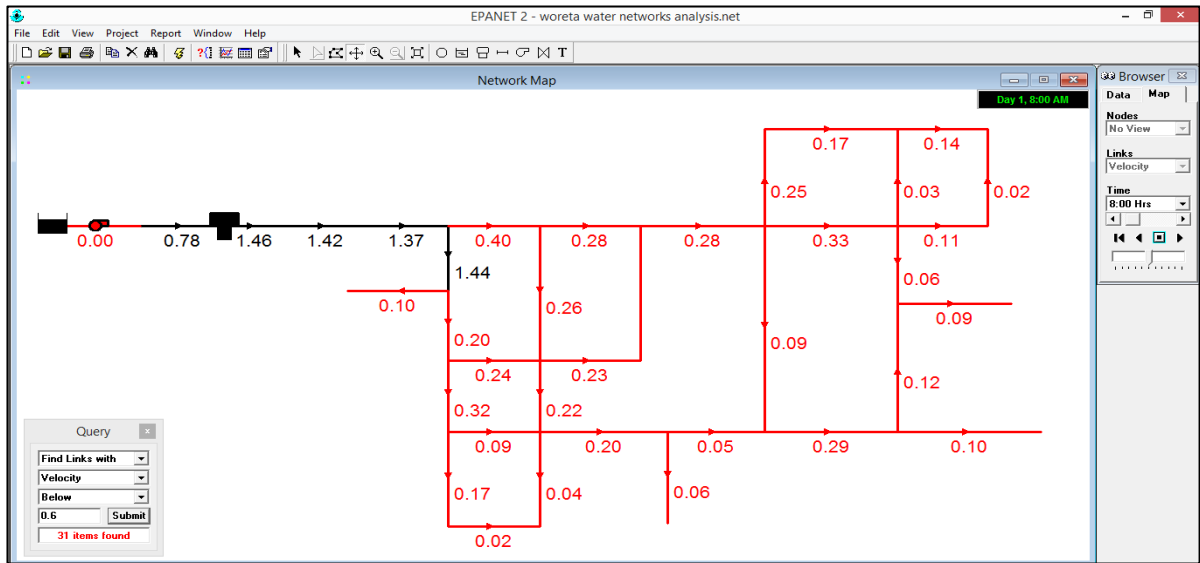 EPANET 2 - woreta water networks analysis.net
File Edit View Project Report Window Help
T
Network Map
Day 1, 8:00 AM
Browser
Data Map
Nodes
No View
Links
Velocity
Time
8:00 Hrs
0.17 0.14
0.25 0.03 0.02
0.00 0.78 1.46 1.42 1.37 0.40 0.28 0.28 0.33 0.11
1.44 0.06
0.10 0.26 0.09
0.20 0.09
0.24 0.23 0.12
0.32 0.22
0.09 0.20 0.05 0.29 0.10
0.17 0.04 0.06
0.02
Query
Find Links with
Velocity
Below
0.6 Submit
31 items found